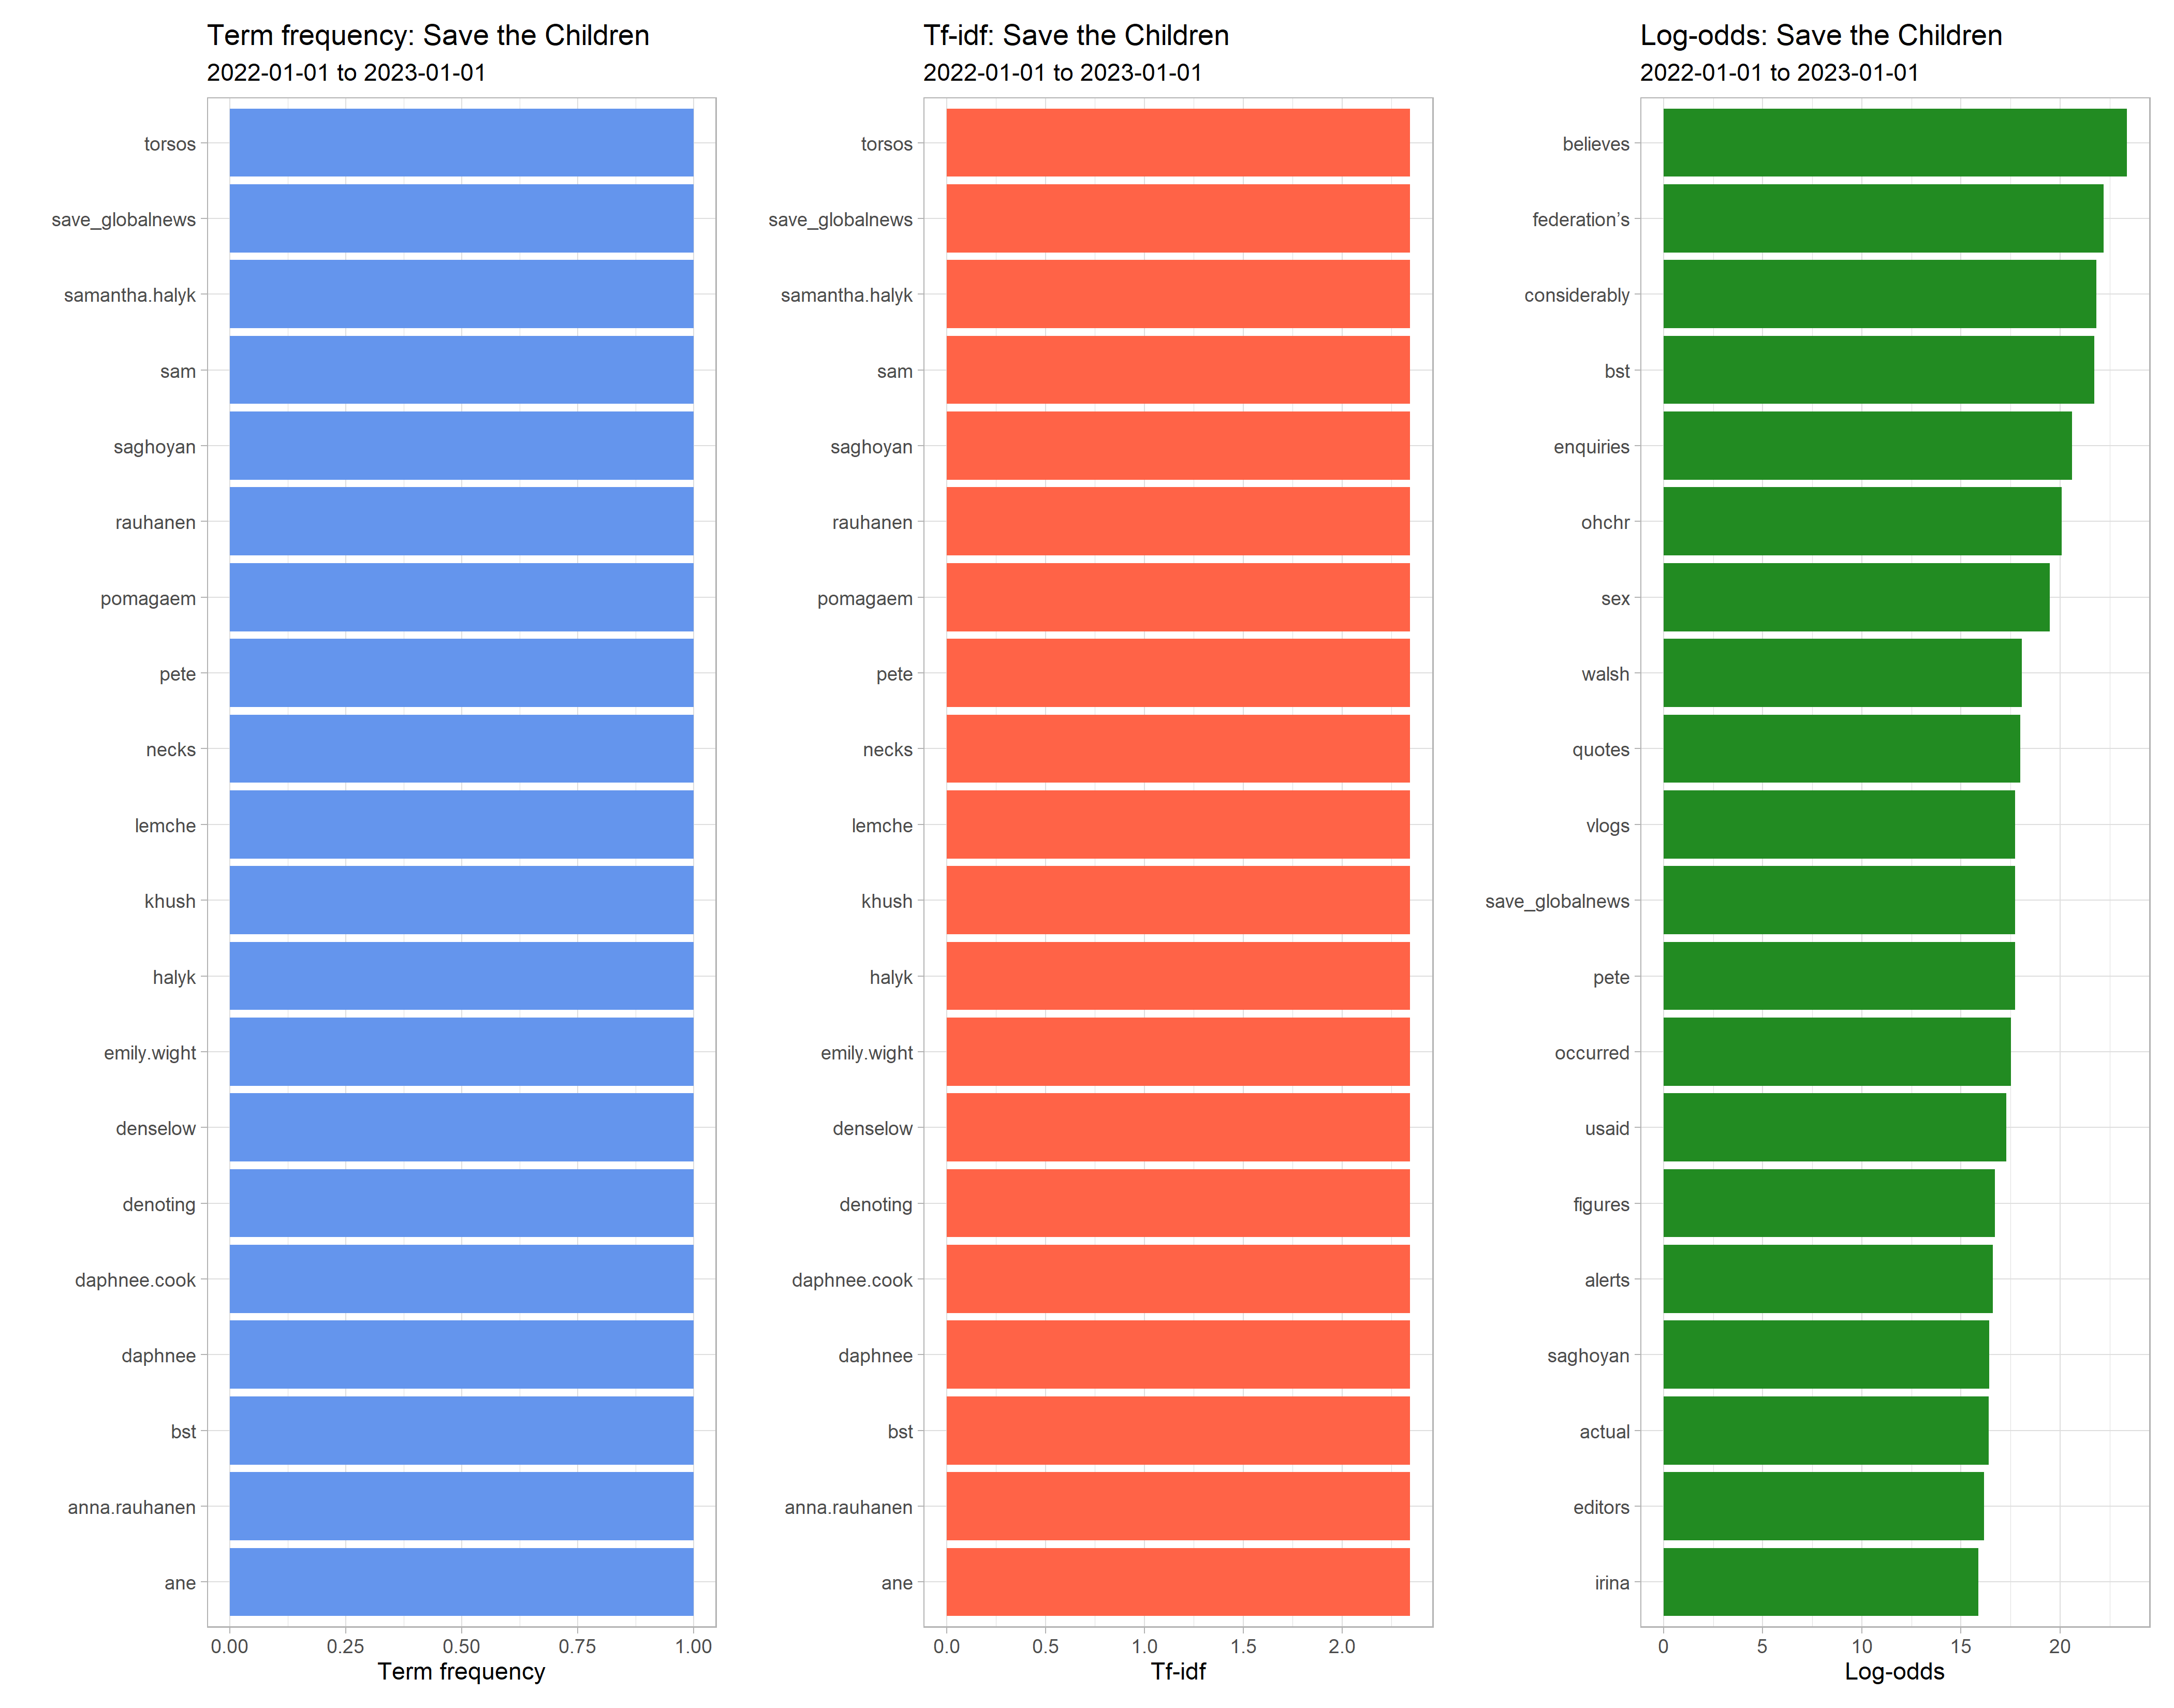 Term frequency: Save the Children
2022-01-01 to 2023-01-01
torsos
save_globalnews
samantha.halyk
sam
saghoyan
rauhanen
pomagaem
pete
necks
lemche
khush
halyk
emily.wight
denselow
denoting
daphnee.cook
daphnee
bst
anna.rauhanen
ane
0.00 0.25 0.50 0.75 1.00
Term frequency
Tf-idf: Save the Children
2022-01-01 to 2023-01-01
torsos
save_globalnews
samantha.halyk
sam
saghoyan
rauhanen
pomagaem
pete
necks
lemche
khush
halyk
emily.wight
denselow
denoting
daphnee.cook
daphnee
bst
anna.rauhanen
ane
0.0 0.5 1.0 1.5 2.0
Tf-idf
Log-odds: Save the Children
2022-01-01 to 2023-01-01
believes
federation’s
considerably
bst
enquiries
ohchr
sex
walsh
quotes
vlogs
save_globalnews
pete
occurred
usaid
figures
alerts
saghoyan
actual
editors
irina
0 5 10 15 20
Log-odds